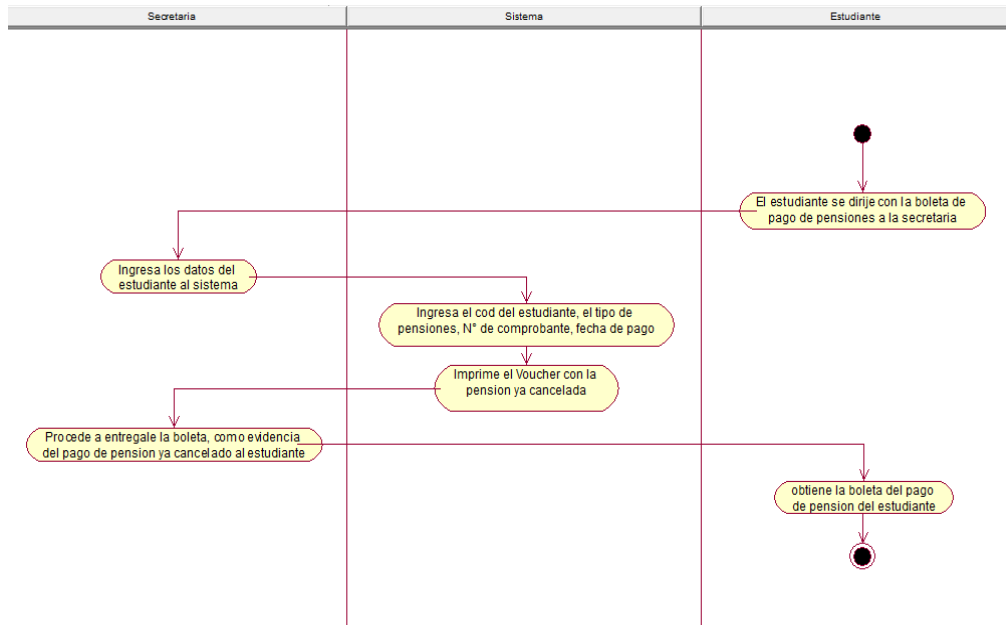 Secretaria
Sistema
Estudiante
El estudiante se dirije con la boleta de
pago de pensiones a la secretaria
Ingresa los datos del
estudiante al sistema
Ingresa el cod del estudiante, el tipo de
pensiones, N° de comprobante, fecha de pago
Imprime el Voucher con la
pension ya cancelada
Procede a entregale la boleta, como evidencia
del pago de pension ya cancelado al estudiante
obtiene la boleta del pago
de pension del estudiante